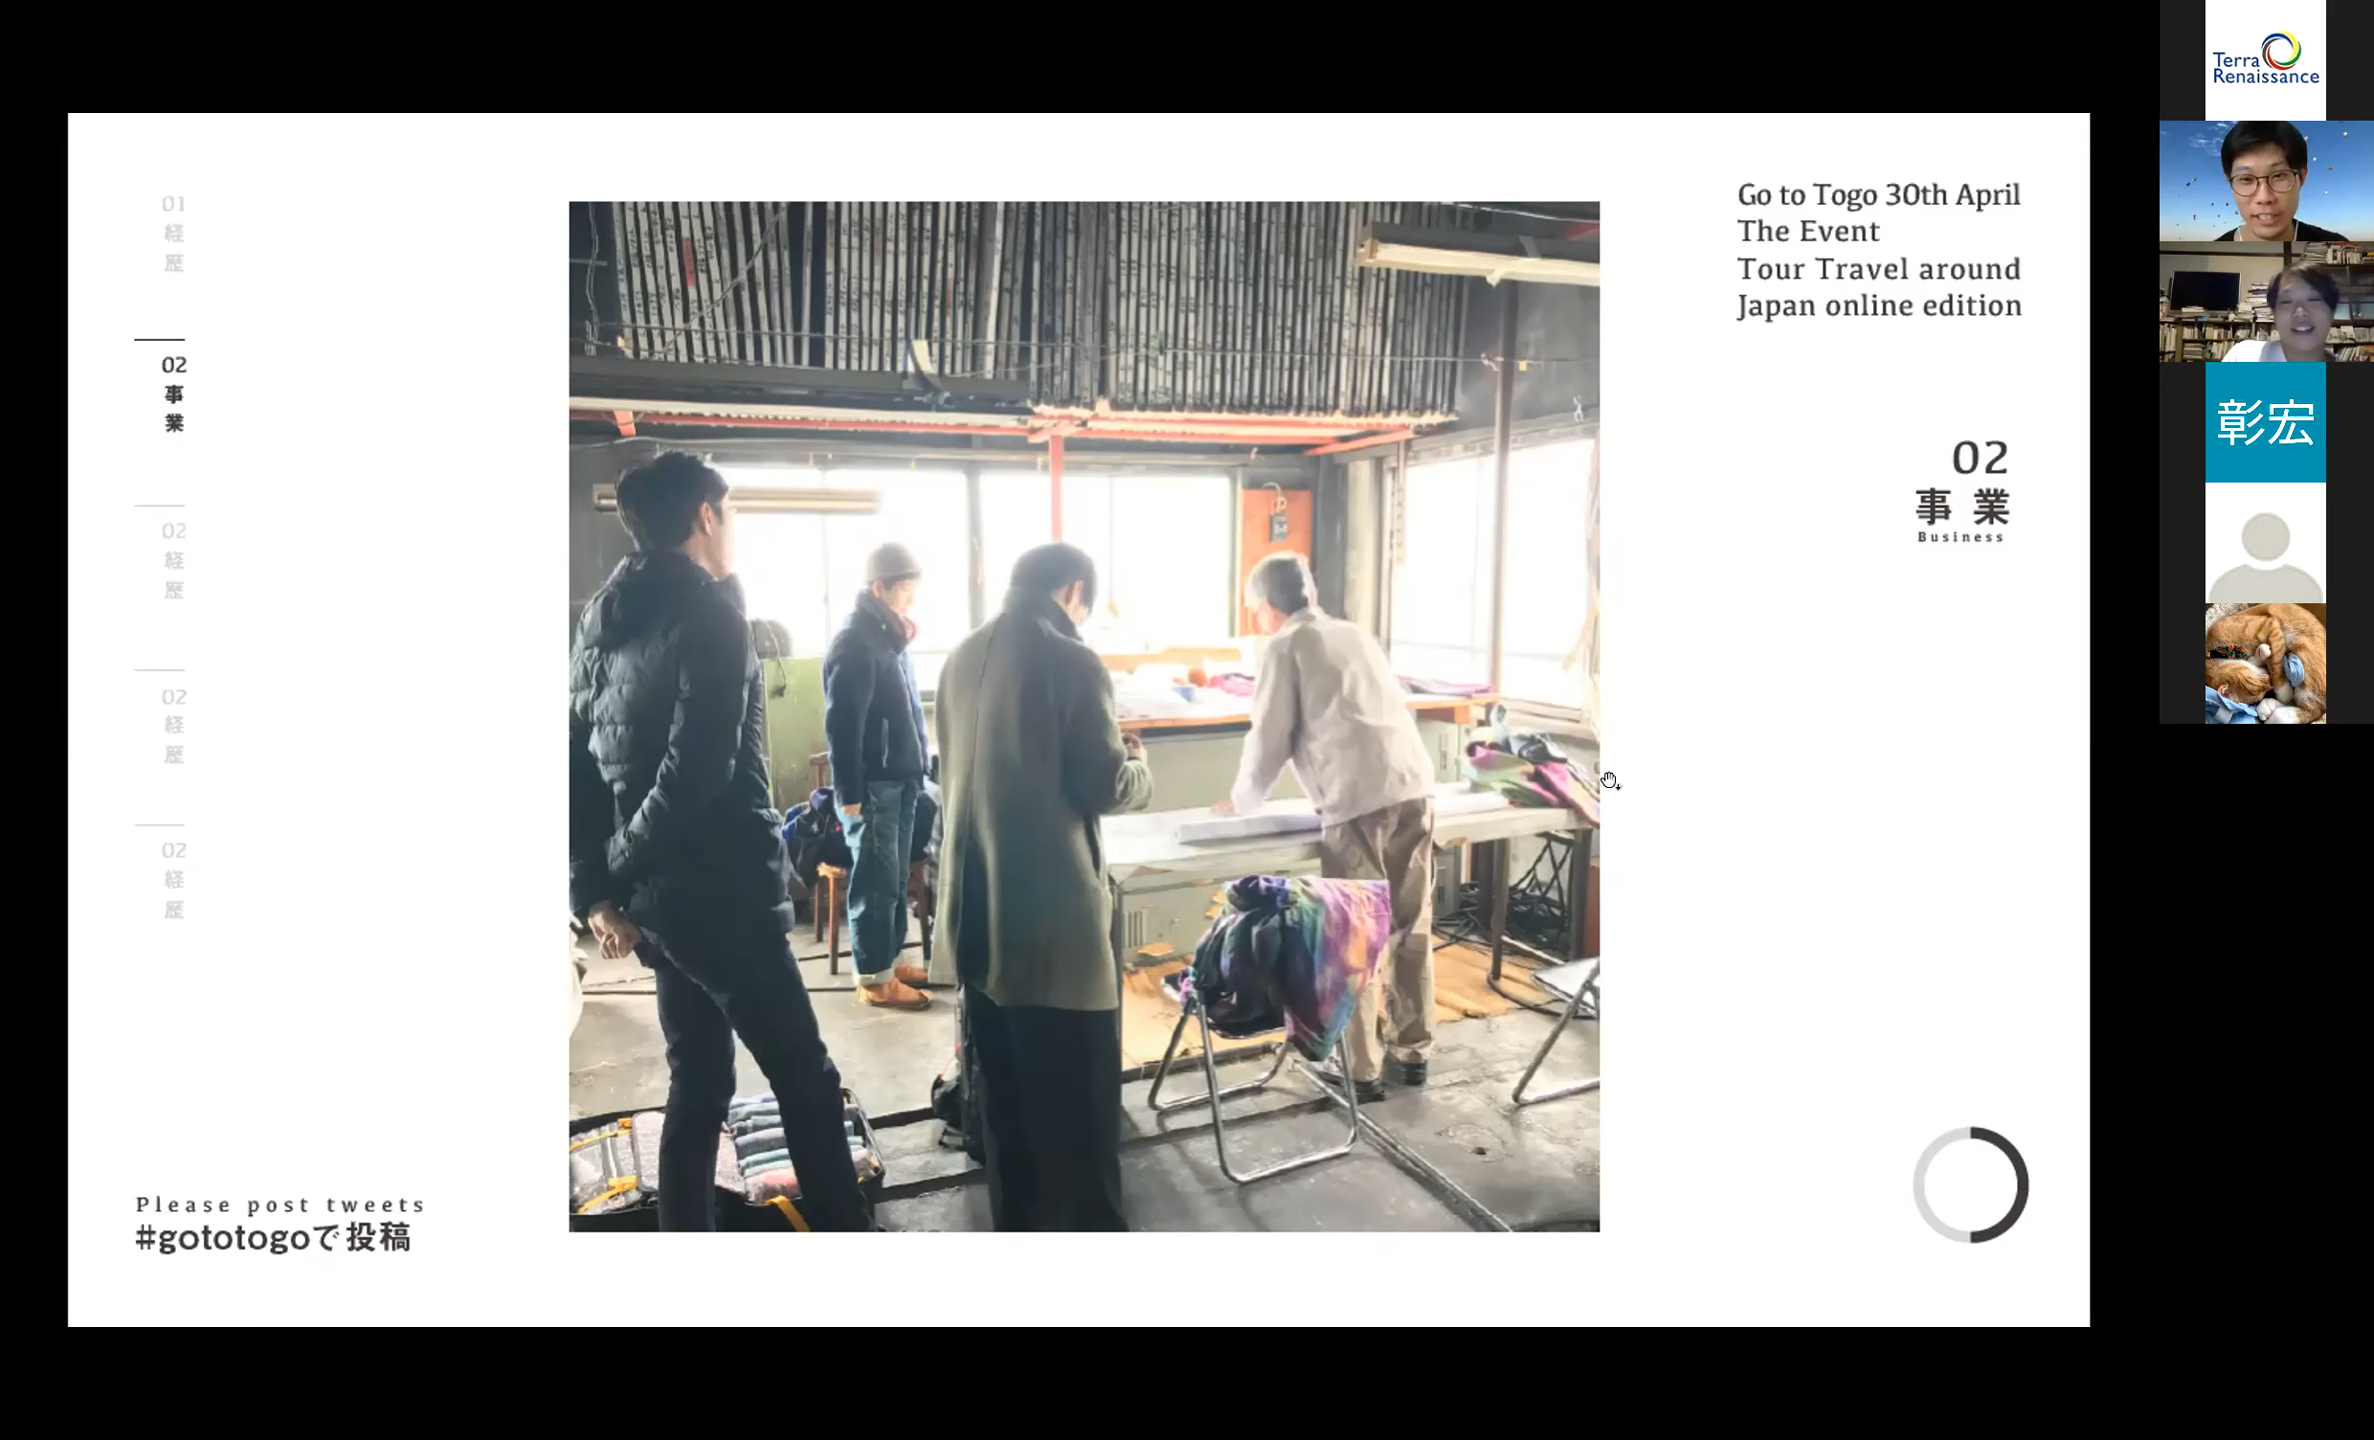 01
経
歴
02
事
業
02
経
歴
02
経
歴
02
経
歴
Please post tweets
#gototogoで投稿
Go to Togo 30th April
The Event
Tour Travel around
Japan online edition
02
事業
Business
Terra
Renaissance
彰宏